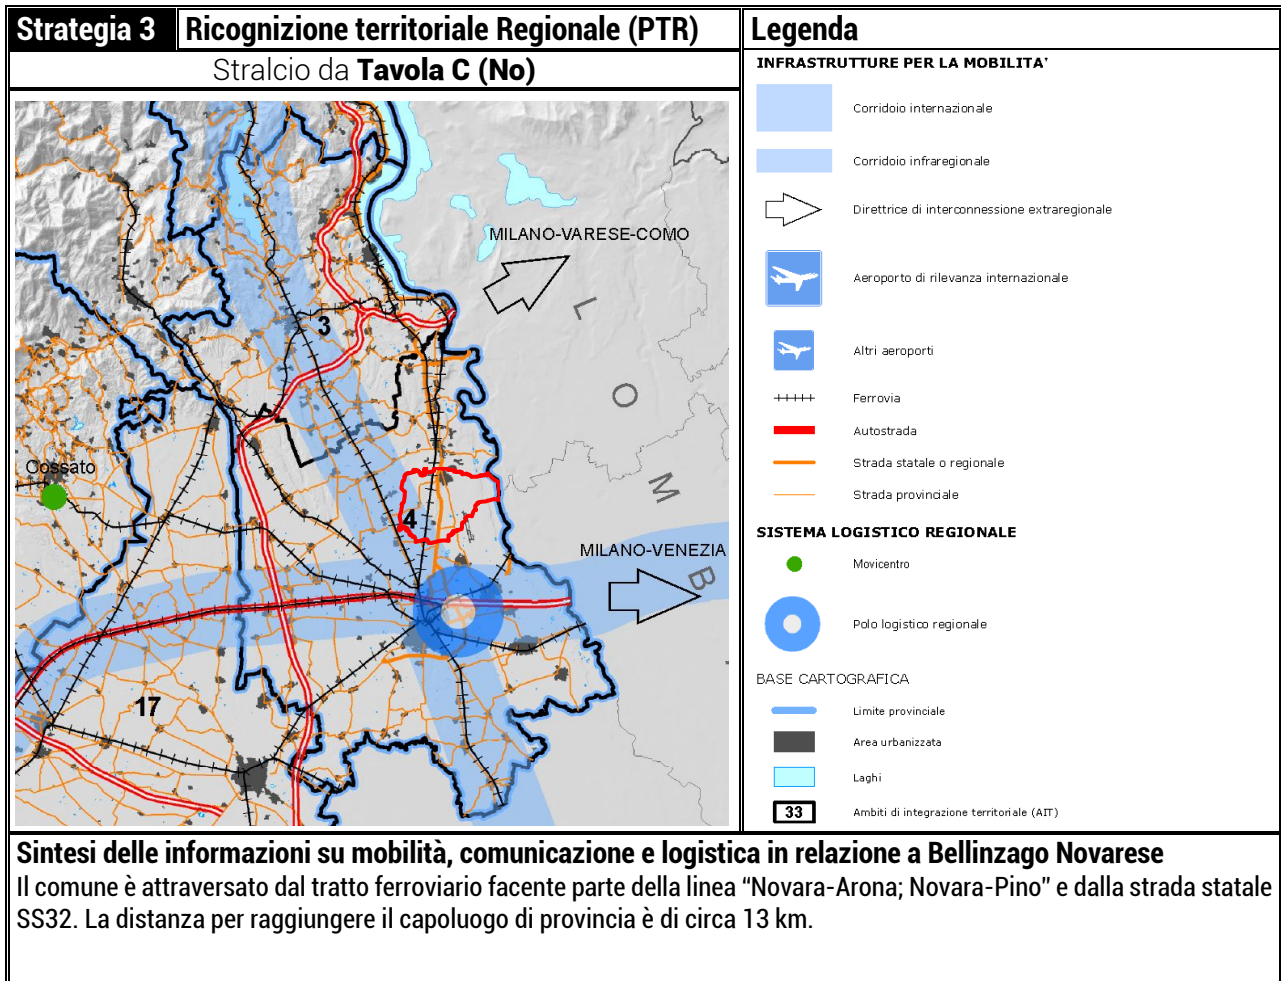 Strategia 3 Ricognizione territoriale Regionale (PTR)
Stralcio da Tavola C (No)
MILANO-VARESE-COMO
3
L
O
M
B
Cossato
4
MILANO-VENEZIA
17
Legenda
INFRASTRUTTURE PER LA MOBILITA'
Corridoio internazionale
Corridoio infraregionale
Direttrice di interconnessione extraregionale
Aeroporto di rilevanza internazionale
Altri aeroporti
Ferrovia
Autostrada
Strada statale o regionale
Strada provinciale
SISTEMA LOGISTICO REGIONALE
Movicentro
Polo logistico regionale
BASE CARTOGRAFICA
Limite provinciale
Area urbanizzata
Laghi
33 Ambiti di integrazione territoriale (AIT)
Sintesi delle informazioni su mobilità, comunicazione e logistica in relazione a Bellinzago Novarese
Il comune è attraversato dal tratto ferroviario facente parte della linea “Novara-Arona; Novara-Pino” e dalla strada statale
SS32. La distanza per raggiungere il capoluogo di provincia è di circa 13 km.